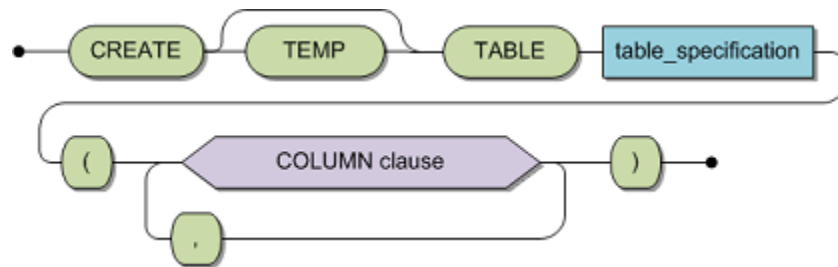 CREATE TEMP TABLE table_specification
( COLUMN clause )
,